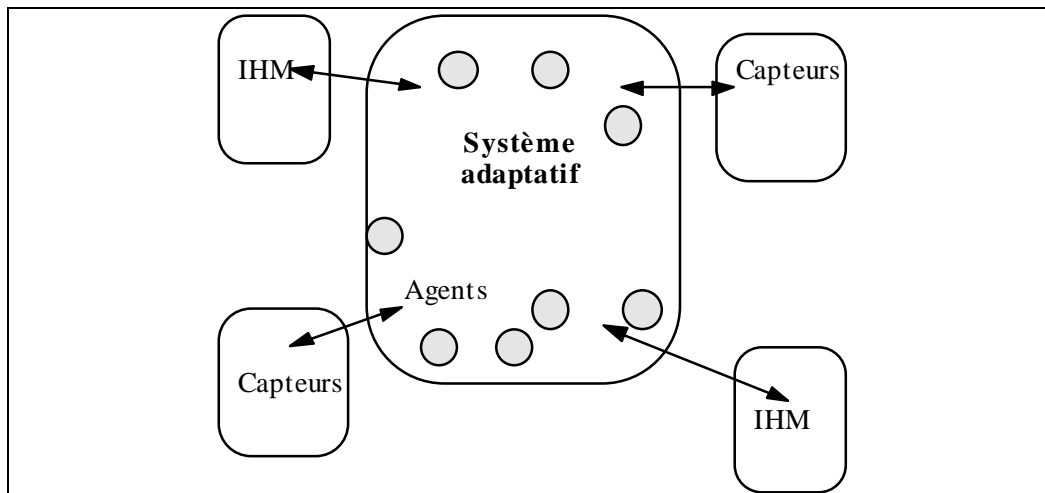 IHM
Capteurs
Système
adaptatif
Agents
Capteurs
IHM